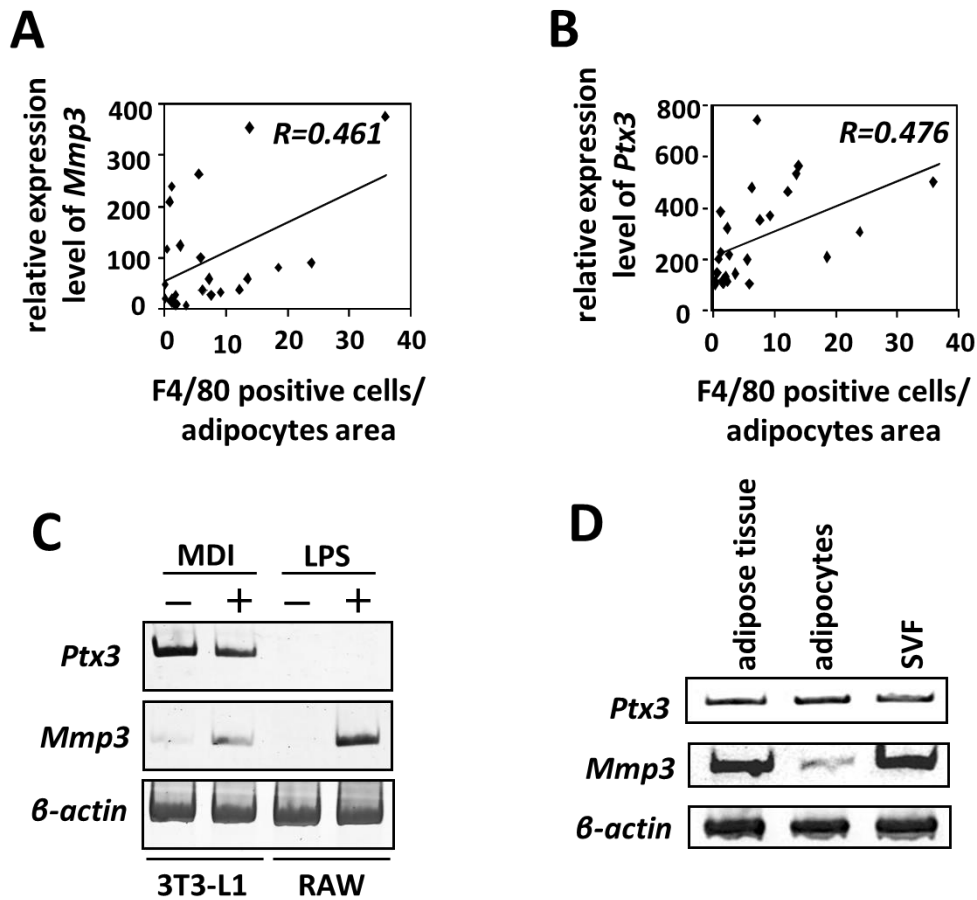 A
relative expression
level of Mmp3
400
300
200
100
0
R=0.461
0 10 20 30 40
F4/80 positive cells/
adipocytes area
B
relative expression
level of Ptx3
800
600
400
200
0
R=0.476
0 10 20 30 40
F4/80 positive cells/
adipocytes area
C
MDI LPS
− + − +
Ptx3
Mmp3
β-actin
3T3-L1 RAW
D
adipose tissue
adipocytes
SVF
Ptx3
Mmp3
β-actin